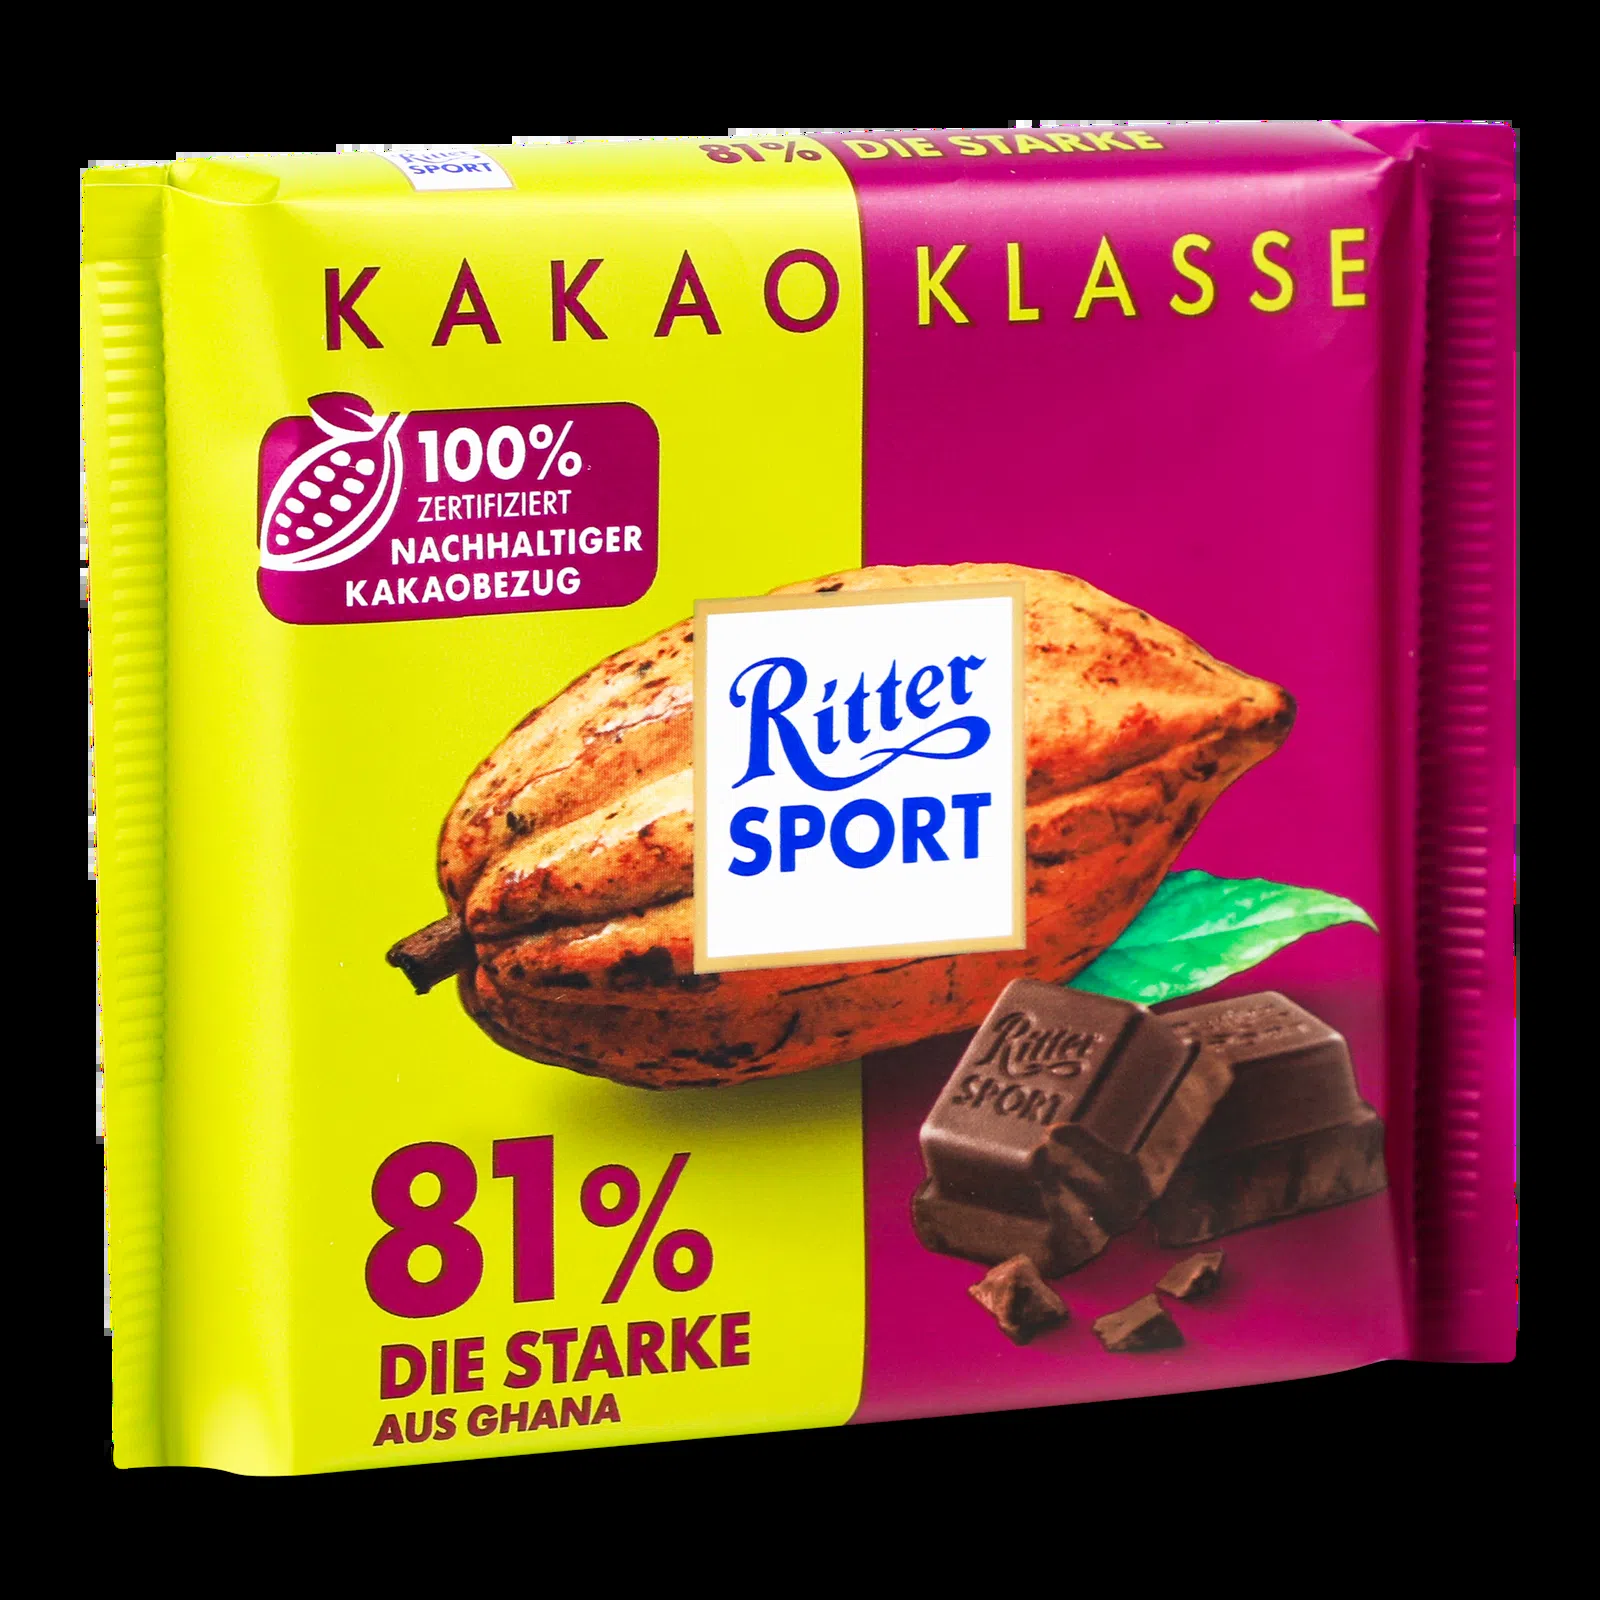 Ritter
SPORT
81% DIE STARKE
KAKAO KLASSE
100%
ZERTIFIZIERT
NACHHALTIGER
KAKAOBEZUG
Ritter
SPORT
Ritter
SPORT
81%
DIE STARKE
AUS GHANA